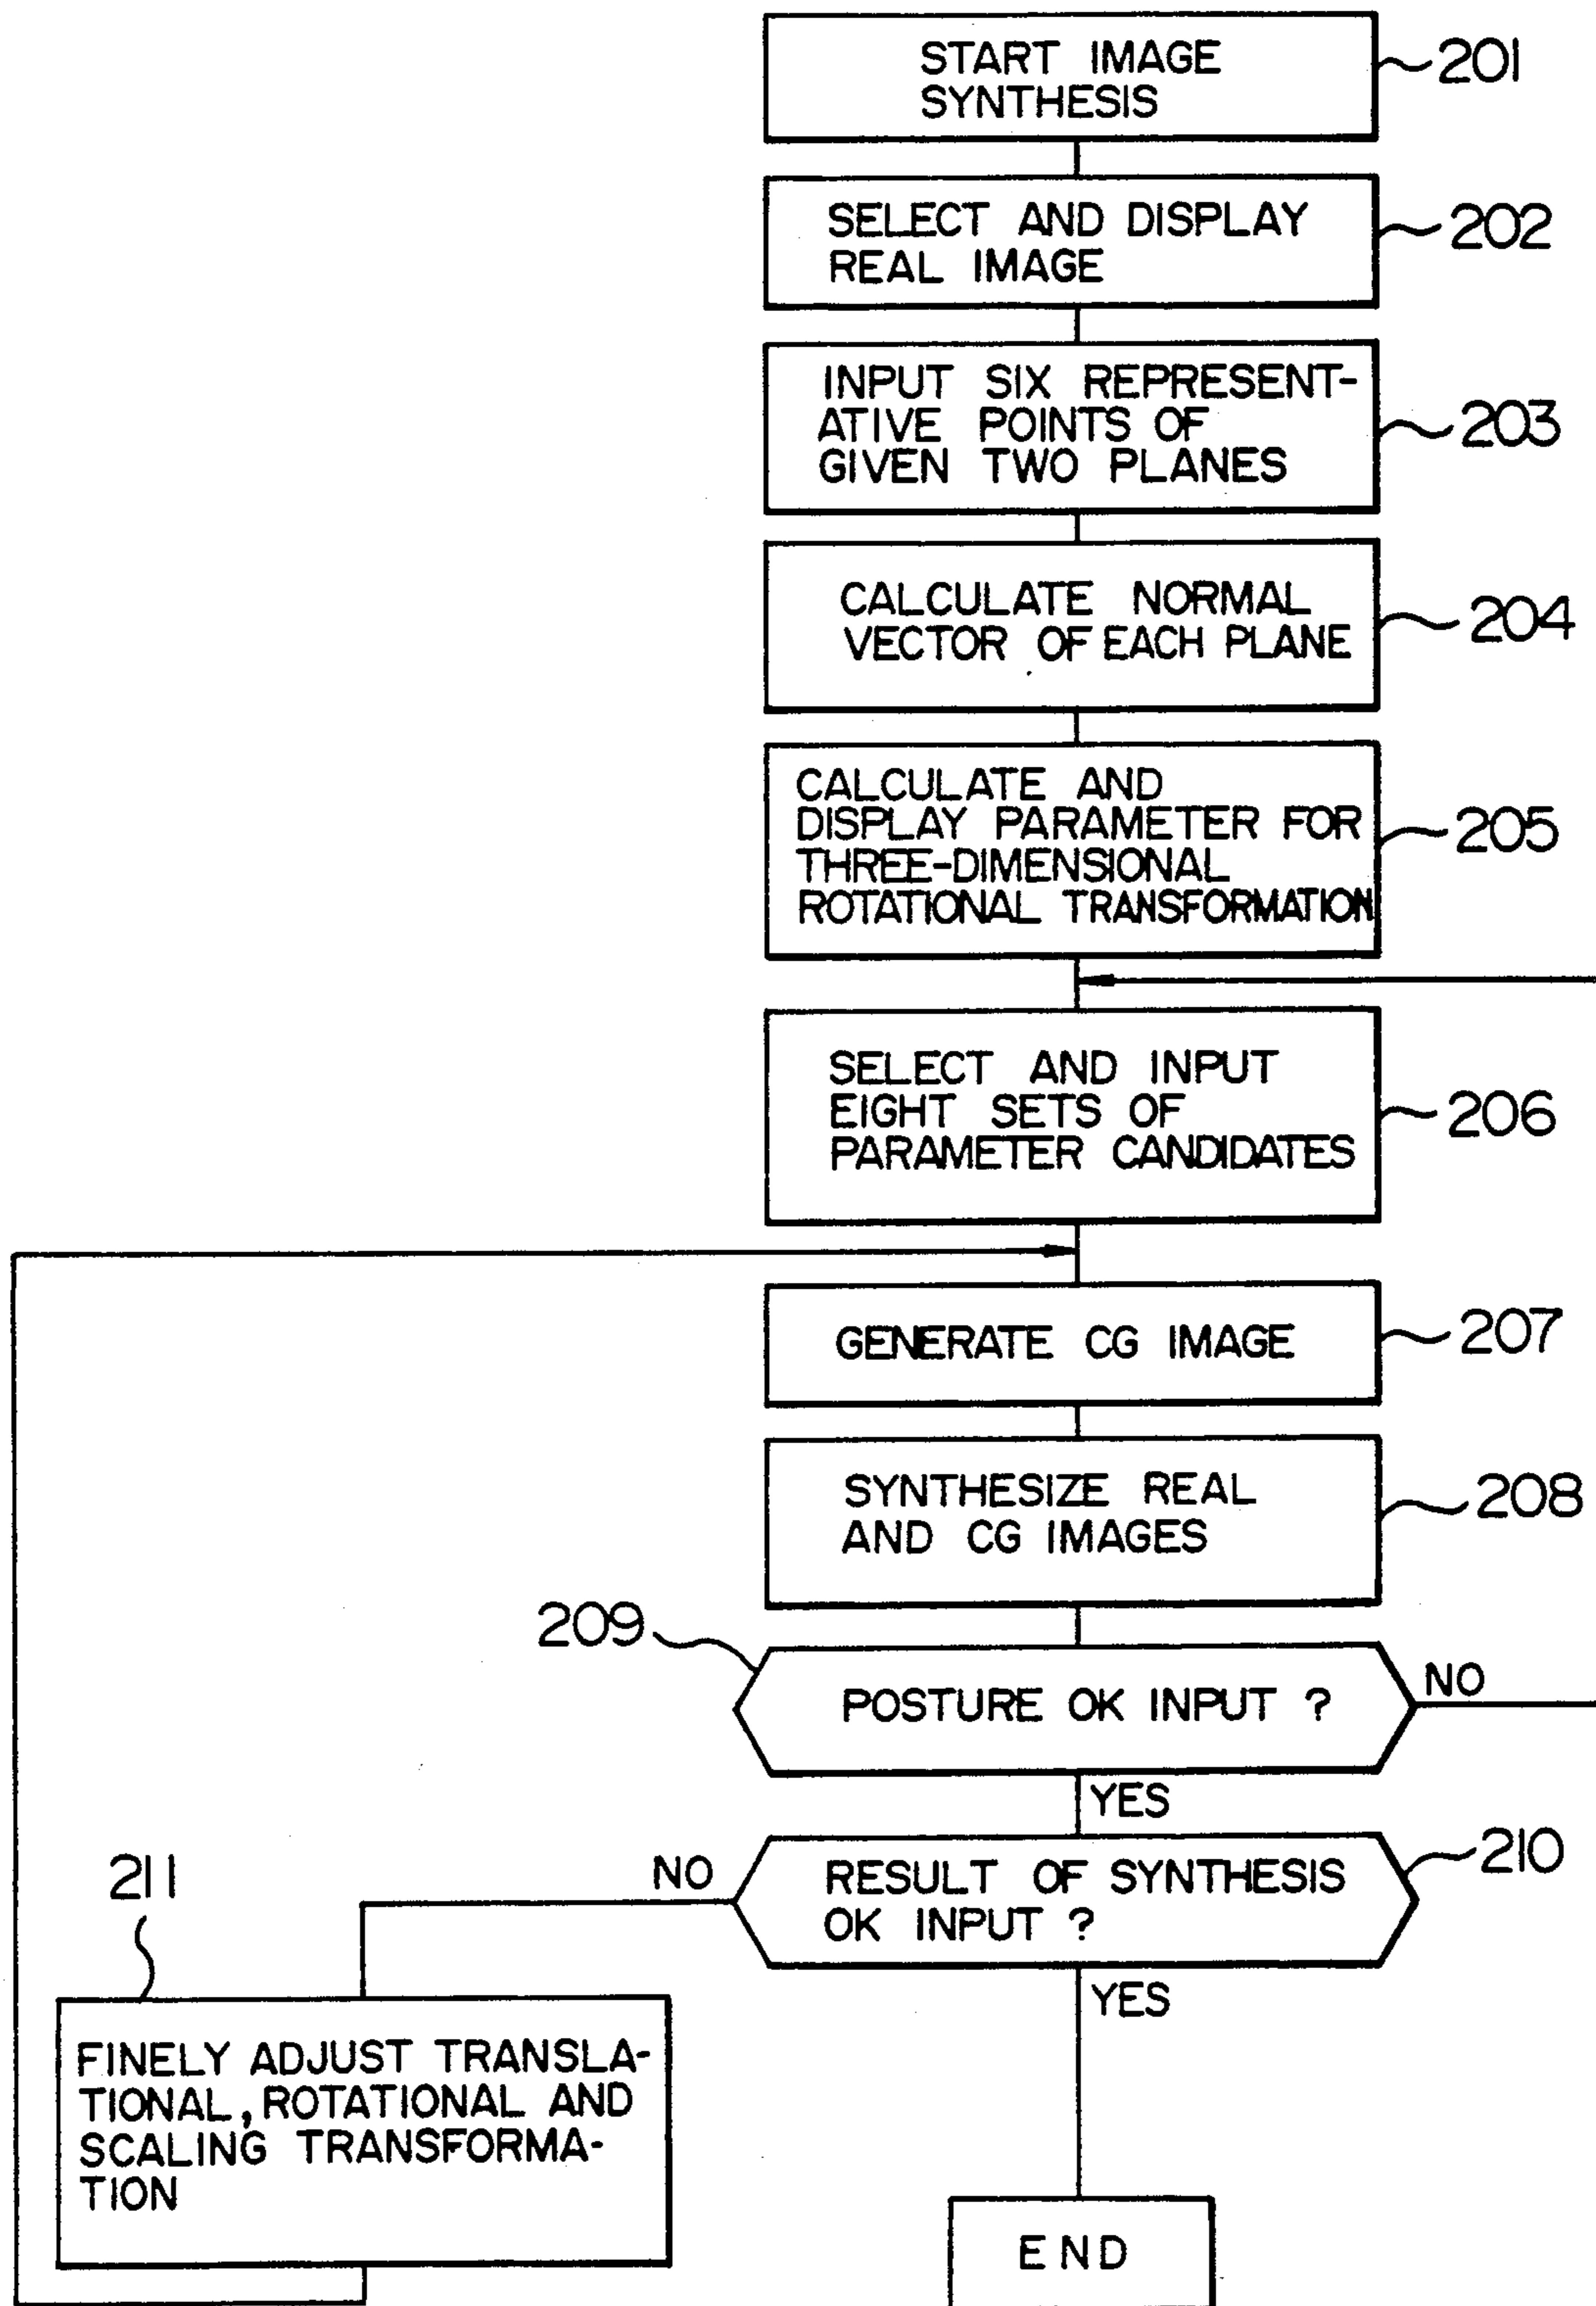 START IMAGE
SYNTHESIS
201
SELECT AND DISPLAY
REAL IMAGE
202
INPUT SIX REPRESENT-
ATIVE POINTS OF
GIVEN TWO PLANES
203
CALCULATE NORMAL
VECTOR OF EACH PLANE
204
CALCULATE AND
DISPLAY PARAMETER FOR
THREE-DIMENSIONAL
ROTATIONAL TRANSFORMATION
205
SELECT AND INPUT
EIGHT SETS OF
PARAMETER CANDIDATES
206
GENERATE CG IMAGE
207
SYNTHESIZE REAL
AND CG IMAGES
208
209
POSTURE OK INPUT ?
NO
YES
RESULT OF SYNTHESIS
OK INPUT ?
210
NO
YES
211
FINELY ADJUST TRANSLA-
TIONAL, ROTATIONAL AND
SCALING TRANSFORMA-
TION
END